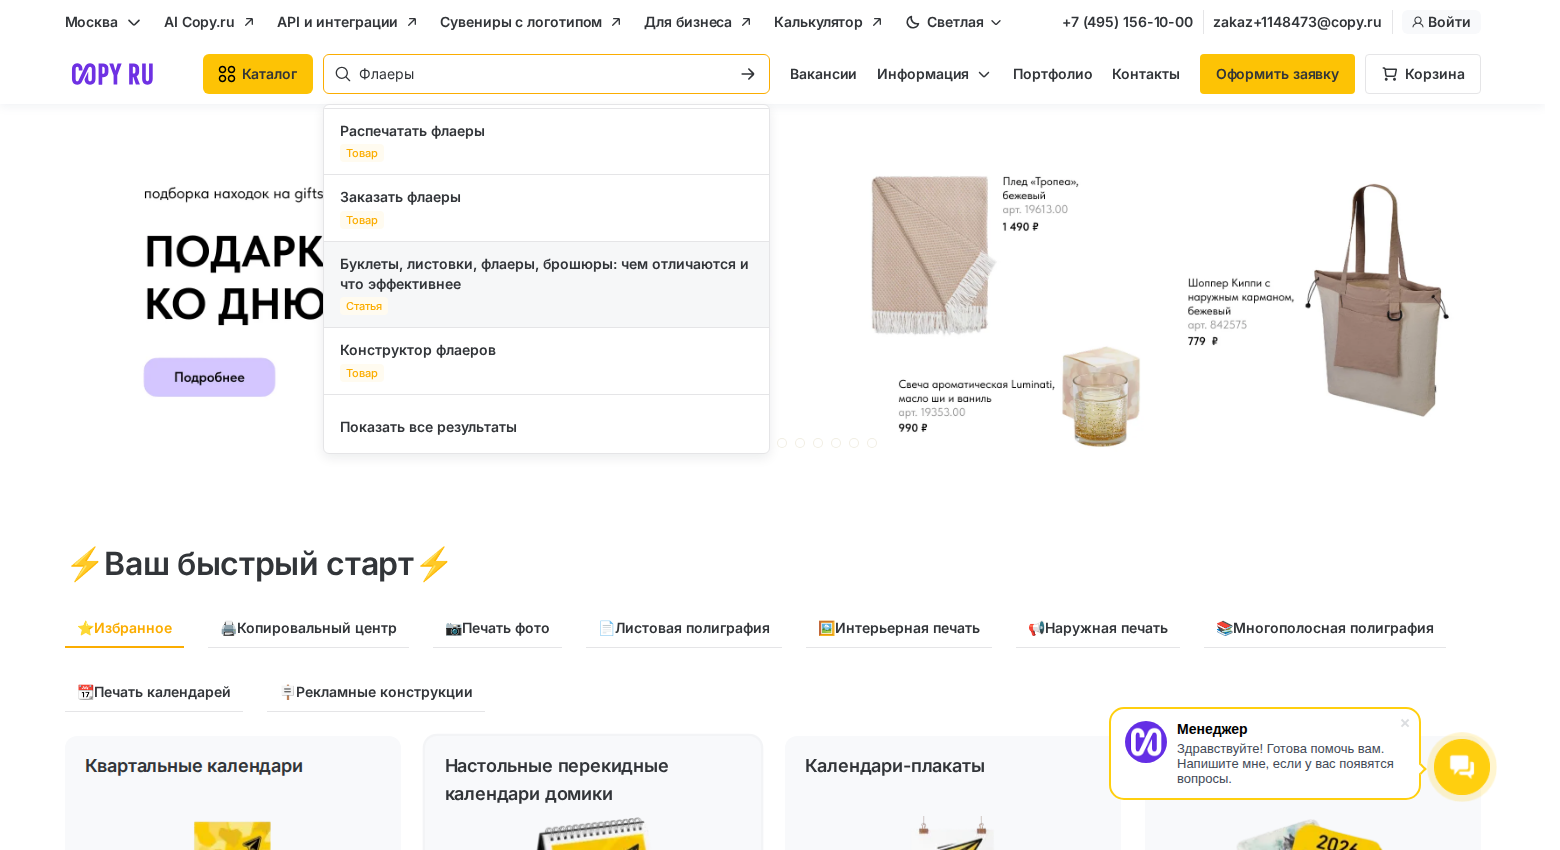 Москва AI Copy.ru API и интеграции Сувениры с логотипом Для бизнеса Калькулятор Светлая +7 (495) 156-10-00 zakaz+1148473@copy.ru Войти
COPY RU Каталог Флаеры Вакансии Информация Портфолио Контакты Оформить заявку Корзина
Распечатать флаеры
Товар
Заказать флаеры
Товар
Буклеты, листовки, флаеры, брошюры: чем отличаются и
что эффективнее
Статья
Конструктор флаеров
Товар
Показать все результаты
подборка находок на gifts
ПОДАРК
КО ДНЮ
Подробнее
Плед «Тропеа»,
бежевый
арт. 19613.00
1 490 ₽
Шоппер Киппи с
наружным карманом,
бежевый
арт. 842575
779 ₽
Свеча ароматическая Luminati,
масло ши и ваниль
арт. 19353.00
990 ₽
⚡Ваш быстрый старт⚡
⭐Избранное 🖨️Копировальный центр 📷Печать фото 📄Листовая полиграфия 🖼️Интерьерная печать 📢Наружная печать 📚Многополосная полиграфия
📆Печать календарей 🪧Рекламные конструкции
Квартальные календари
Настольные перекидные
календари домики
Календари-плакаты
2026
Менеджер
Здравствуйте! Готова помочь вам.
Напишите мне, если у вас появятся
вопросы.